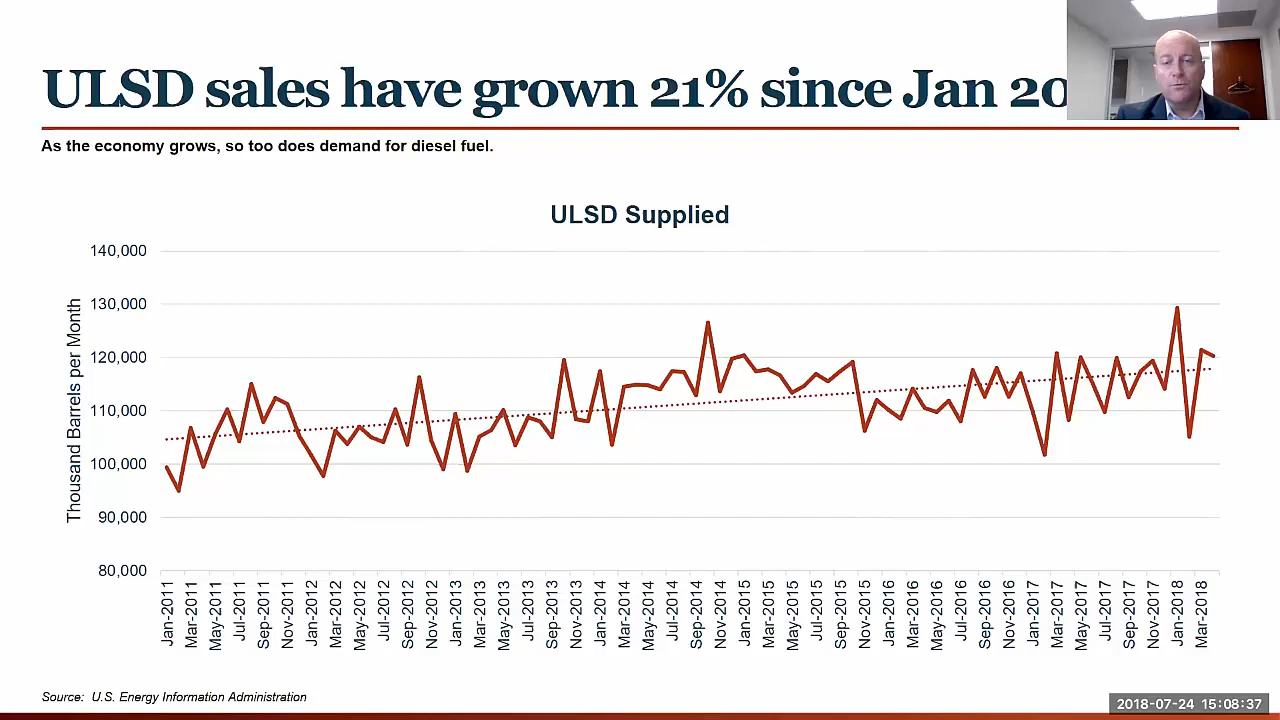 ULSD sales have grown 21% since Jan 20
As the economy grows, so too does demand for diesel fuel.
ULSD Supplied
Thousand Barrels per Month
140,000
130,000
120,000
110,000
100,000
90,000
80,000
Jan-2011
Mar-2011
May-2011
Jul-2011
Sep-2011
Nov-2011
Jan-2012
Mar-2012
May-2012
Jul-2012
Sep-2012
Nov-2012
Jan-2013
Mar-2013
May-2013
Jul-2013
Sep-2013
Nov-2013
Jan-2014
Mar-2014
May-2014
Jul-2014
Sep-2014
Nov-2014
Jan-2015
Mar-2015
May-2015
Jul-2015
Sep-2015
Nov-2015
Jan-2016
Mar-2016
May-2016
Jul-2016
Sep-2016
Nov-2016
Jan-2017
Mar-2017
May-2017
Jul-2017
Sep-2017
Nov-2017
Jan-2018
Mar-2018
Source: U.S. Energy Information Administration
2018-07-24 15:08:37